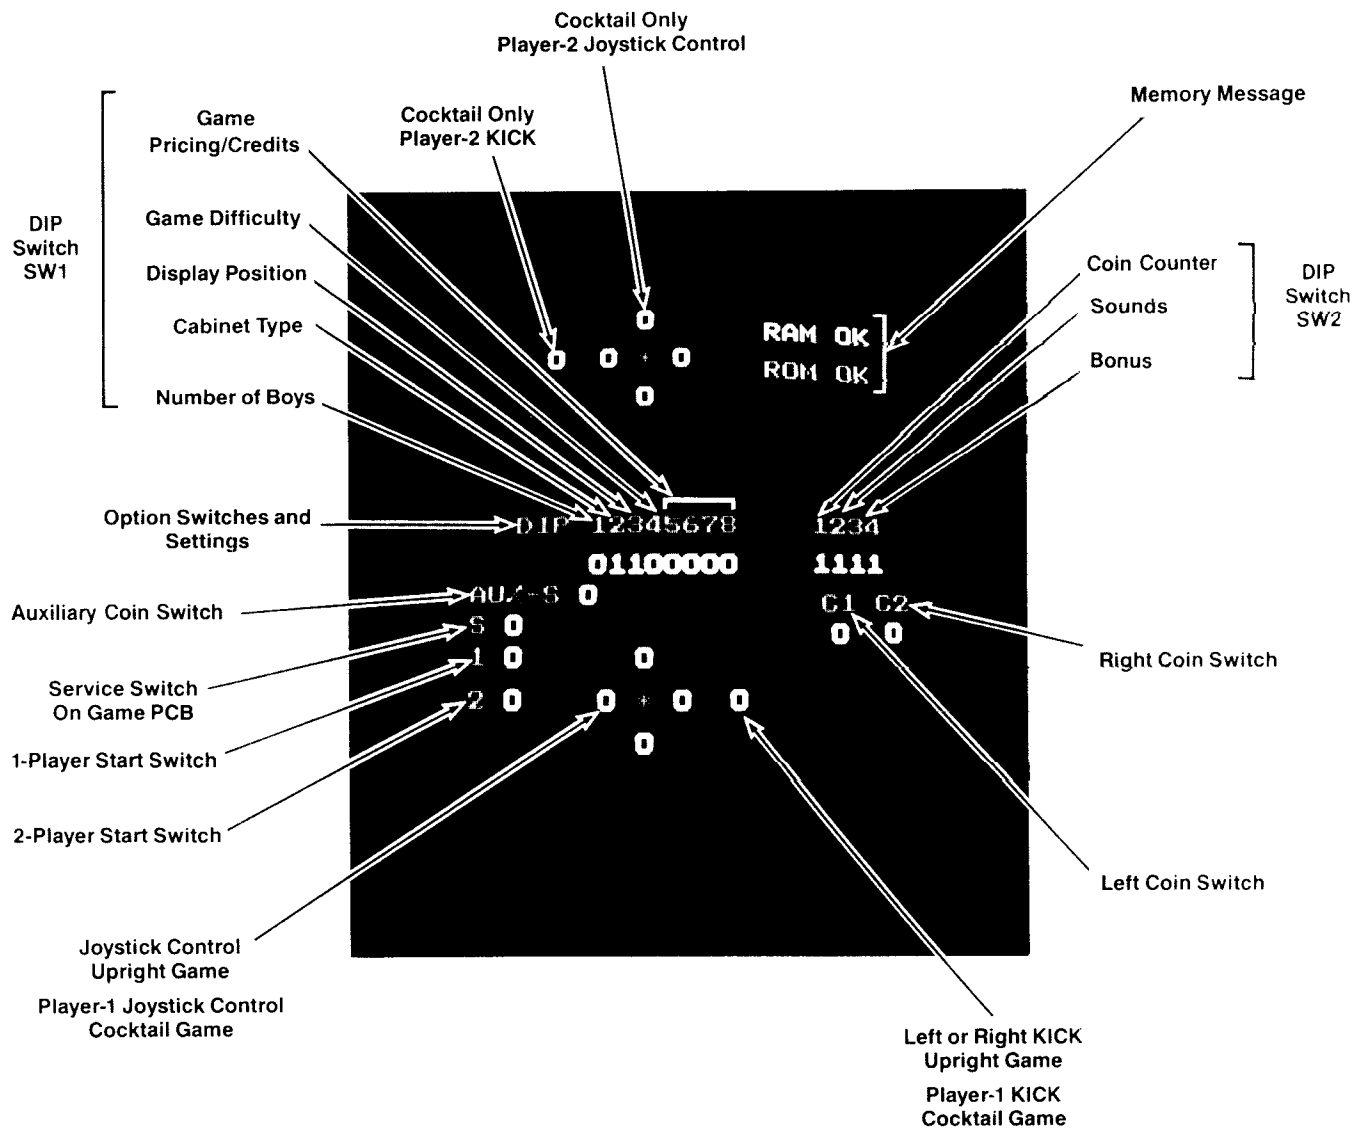 Cocktail Only
Player-2 Joystick Control
Memory Message
Game
Pricing/Credits
Cocktail Only
Player-2 KICK
DIP
Switch
SW1
Game Difficulty
Display Position
Cabinet Type
Number of Boys
Coin Counter
Sounds
Bonus
DIP
Switch
SW2
0
0 0 + 0
0
RAM OK
ROM OK
Option Switches and
Settings
DIP 12345678 1234
01100000 1111
Auxiliary Coin Switch
AUX-S 0
C1 C2
0 0
S 0
1 0
2 0
0
0 + 0 0
0
Right Coin Switch
Service Switch
On Game PCB
1-Player Start Switch
2-Player Start Switch
Left Coin Switch
Joystick Control
Upright Game
Player-1 Joystick Control
Cocktail Game
Left or Right KICK
Upright Game
Player-1 KICK
Cocktail Game